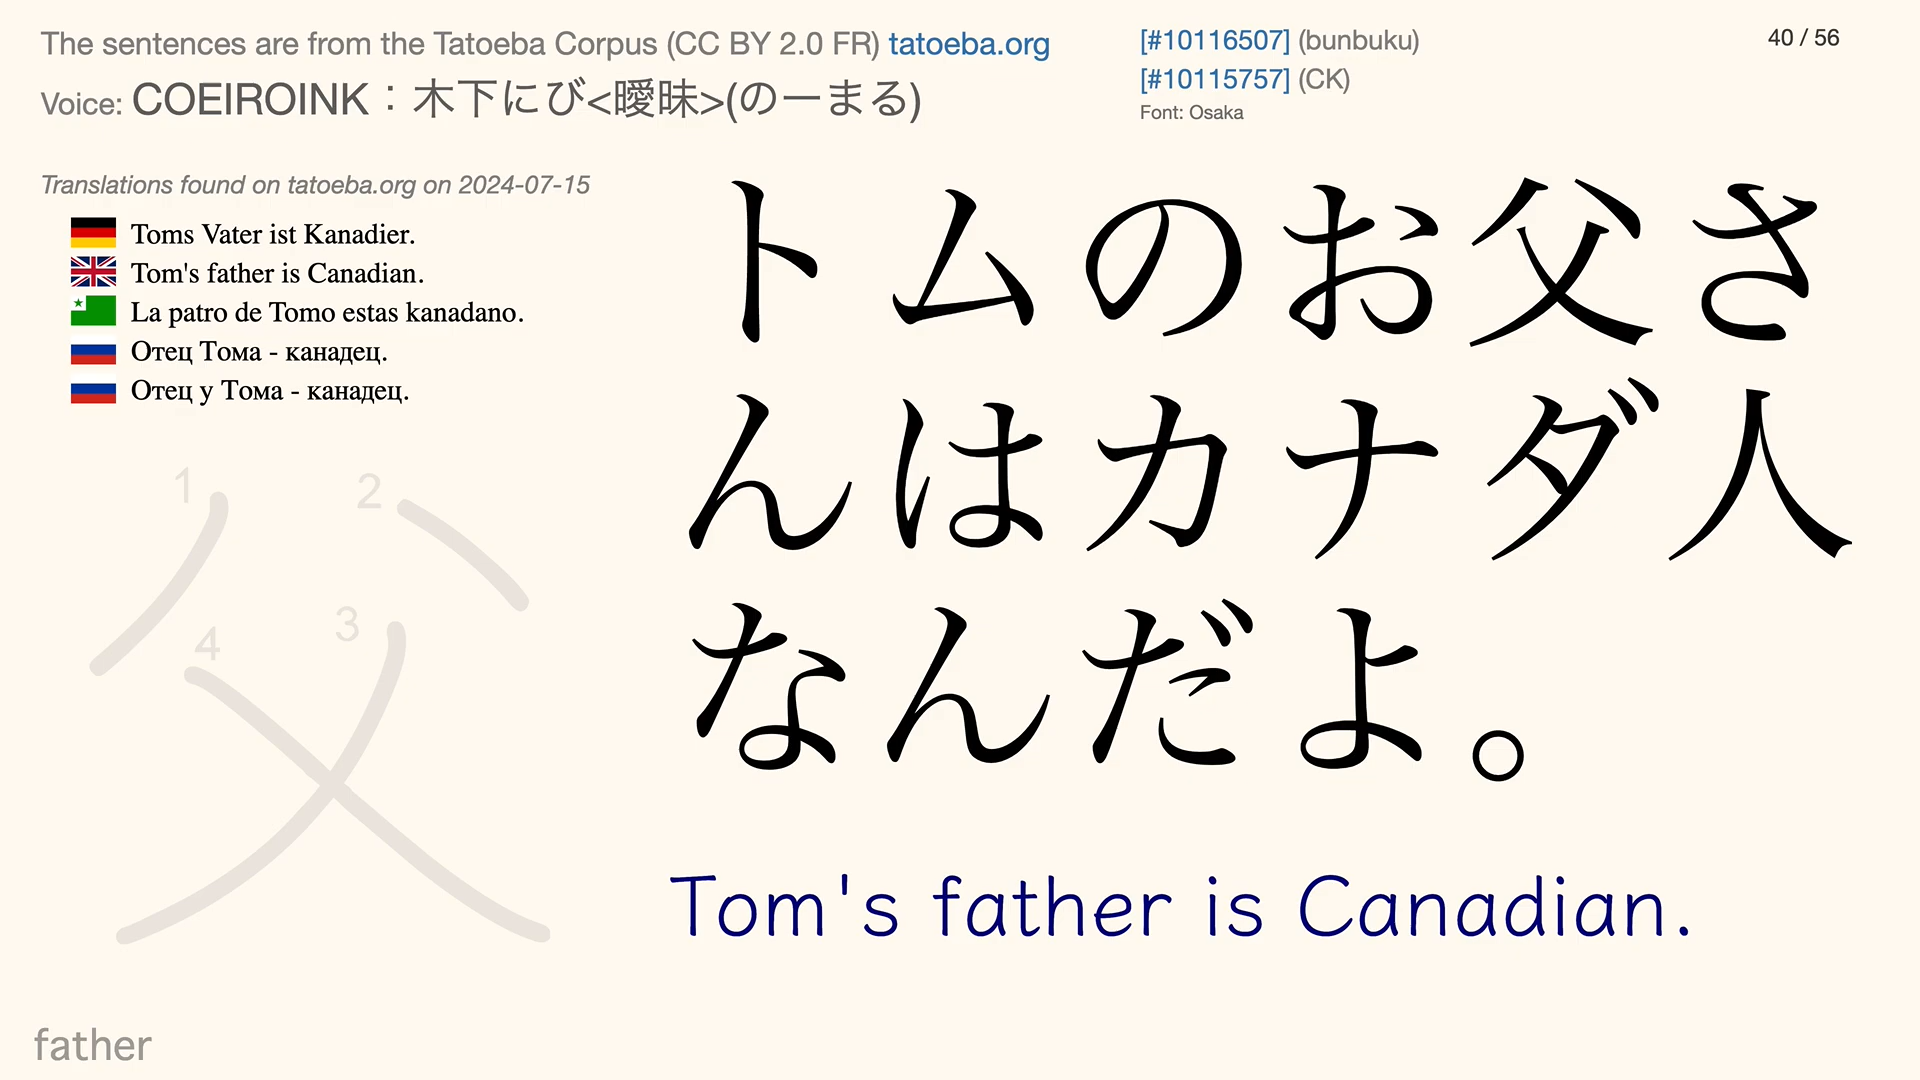 The sentences are from the Tatoeba Corpus (CC BY 2.0 FR) tatoeba.org
Voice: COEIROINK：木下にび<曖昧>(のーまる)
[#10116507] (bunbuku)
[#10115757] (CK)
Font: Osaka
40 / 56
Translations found on tatoeba.org on 2024-07-15
Toms Vater ist Kanadier.
Tom's father is Canadian.
La patro de Tomo estas kanadano.
Отец Тома - канадец.
Отец у Тома - канадец.
1
2
3
4
父
トムのお父さ
んはカナダ人
なんだよ。
Tom's father is Canadian.
father